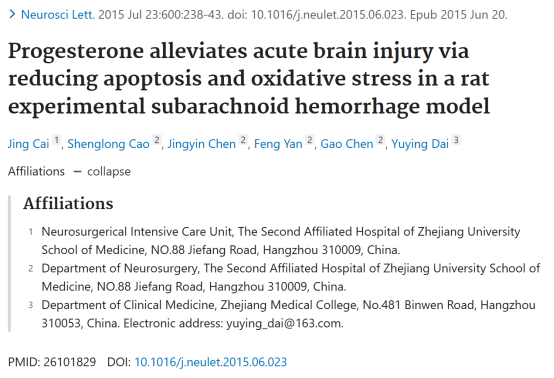 > Neurosci Lett. 2015 Jul 23:600:238-43. doi: 10.1016/j.neulet.2015.06.023. Epub 2015 Jun 20.
Progesterone alleviates acute brain injury via
reducing apoptosis and oxidative stress in a rat
experimental subarachnoid hemorrhage model
Jing Cai 1, Shenglong Cao 2, Jingyin Chen 2, Feng Yan 2, Gao Chen 2, Yuying Dai 3
Affiliations — collapse
Affiliations
1 Neurosurgerical Intensive Care Unit, The Second Affiliated Hospital of Zhejiang University
School of Medicine, NO.88 Jiefang Road, Hangzhou 310009, China.
2 Department of Neurosurgery, The Second Affiliated Hospital of Zhejiang University School of
Medicine, NO.88 Jiefang Road, Hangzhou 310009, China.
3 Department of Clinical Medicine, Zhejiang Medical College, No.481 Binwen Road, Hangzhou
310053, China. Electronic address: yuying_dai@163.com.
PMID: 26101829 DOI: 10.1016/j.neulet.2015.06.023